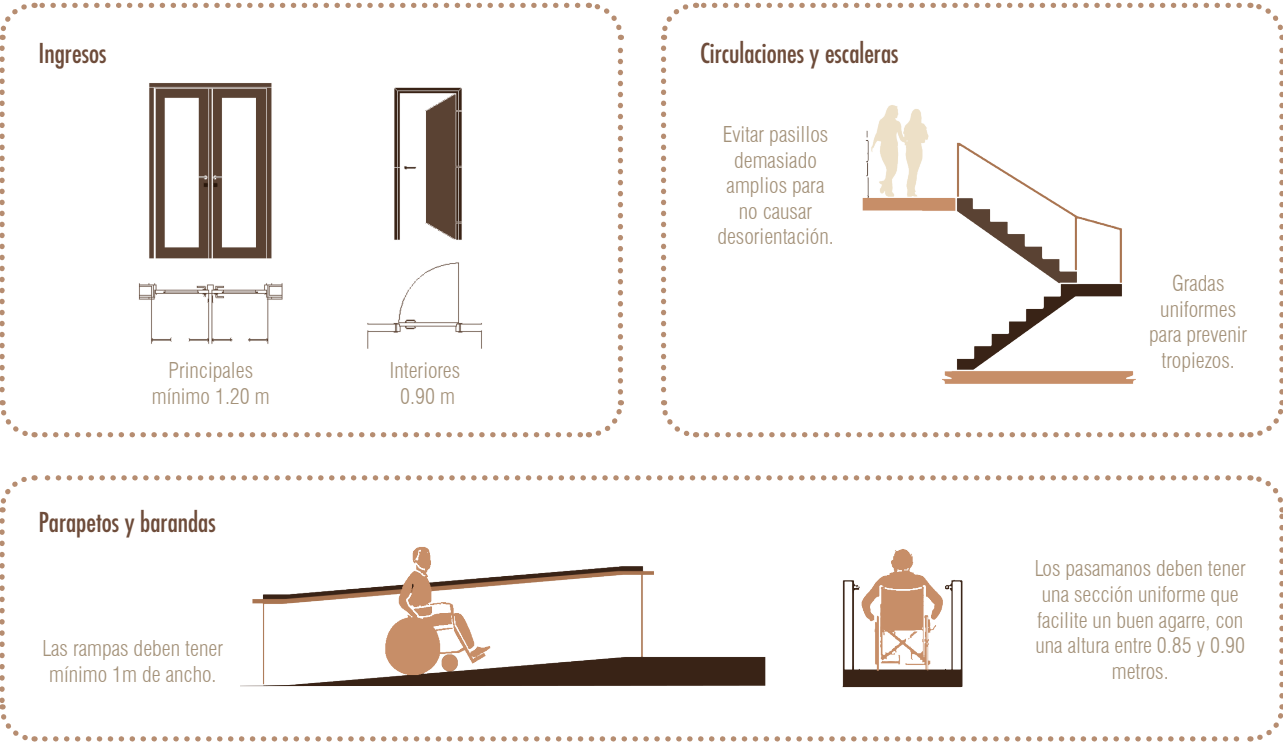 Ingresos
Principales
mínimo 1.20 m
Interiores
0.90 m
Circulaciones y escaleras
Evitar pasillos
demasiado
amplios para
no causar
desorientación.
Gradas
uniformes
para prevenir
tropiezos.
Parapetos y barandas
Las rampas deben tener
mínimo 1m de ancho.
Los pasamanos deben tener
una sección uniforme que
facilite un buen agarre, con
una altura entre 0.85 y 0.90
metros.